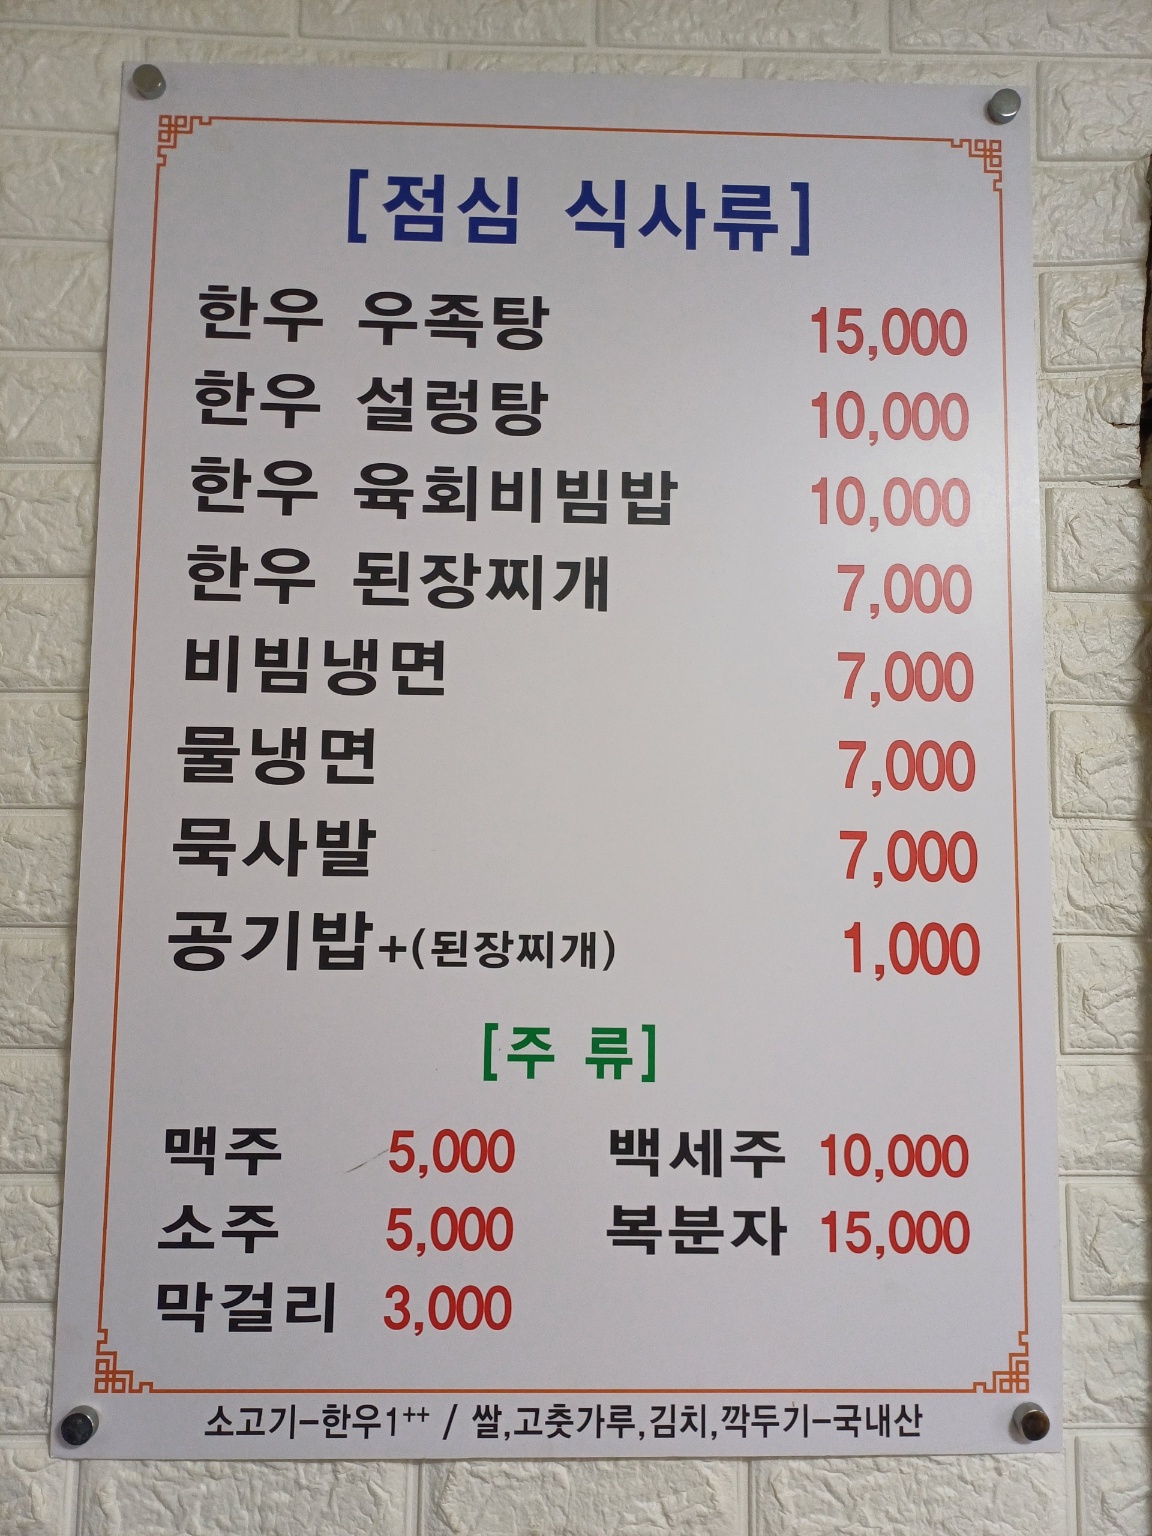 [점심 식사류]
한우 우족탕 15,000
한우 설렁탕 10,000
한우 육회비빔밥 10,000
한우 된장찌개 7,000
비빔냉면 7,000
물냉면 7,000
묵사발 7,000
공기밥+(된장찌개) 1,000
[주 류]
맥주 5,000 백세주 10,000
소주 5,000 복분자 15,000
막걸리 3,000
소고기-한우1++ / 쌀,고춧가루,김치,깍두기-국내산